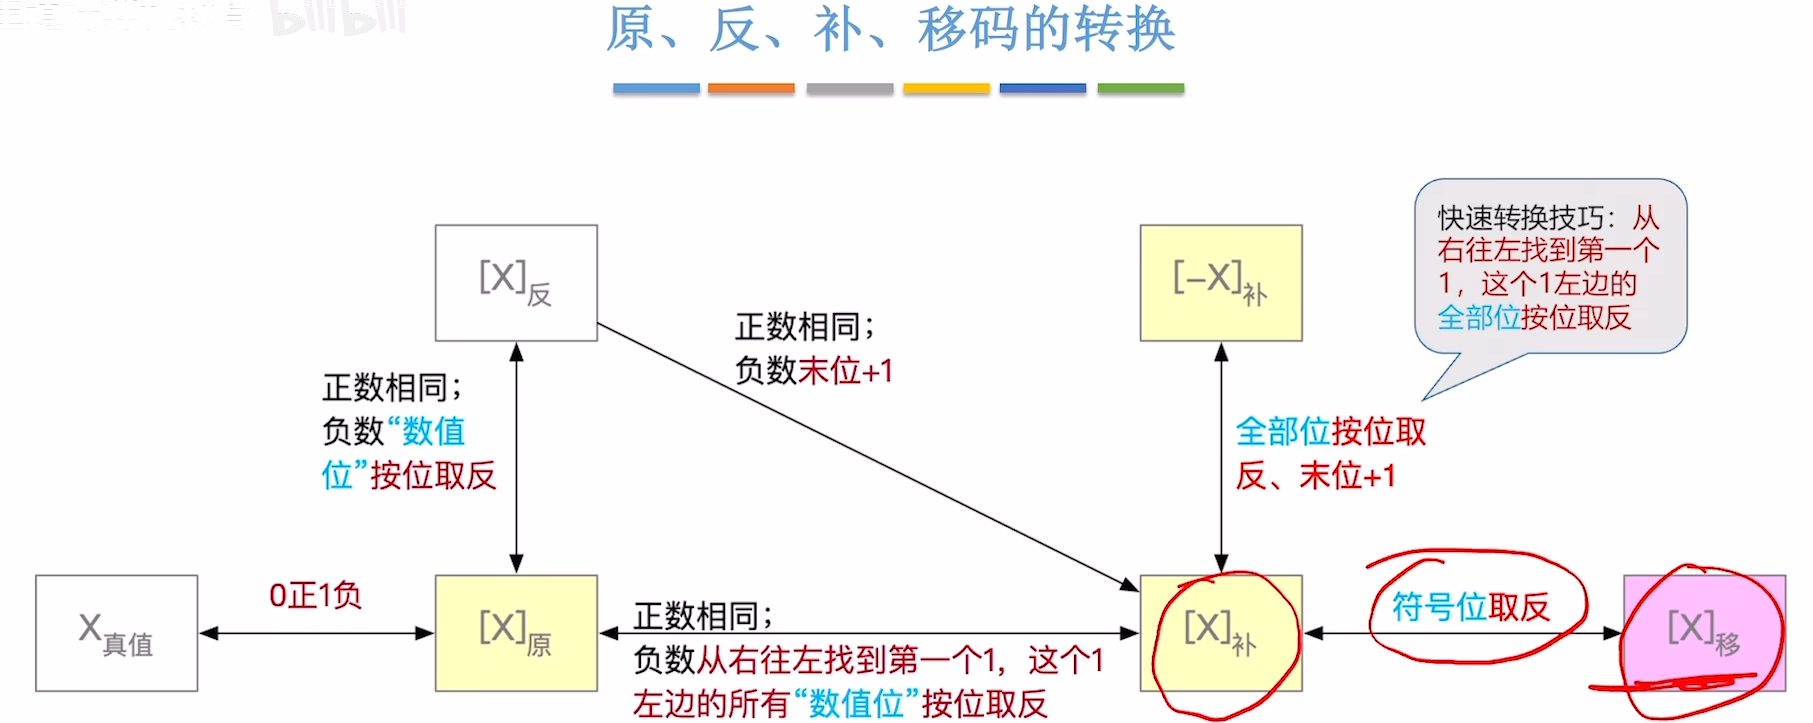 原、反、补、移码的转换
快速转换技巧：从
右往左找到第一个
1，这个1左边的
全部位按位取反
[X]反
[-X]补
正数相同；
负数末位+1
正数相同；
负数“数值
位”按位取反
全部位按位取
反、末位+1
X真值
0正1负
[X]原
正数相同；
负数从右往左找到第一个1，这个1
左边的所有“数值位”按位取反
[X]补
符号位取反
[X]移
bilibili